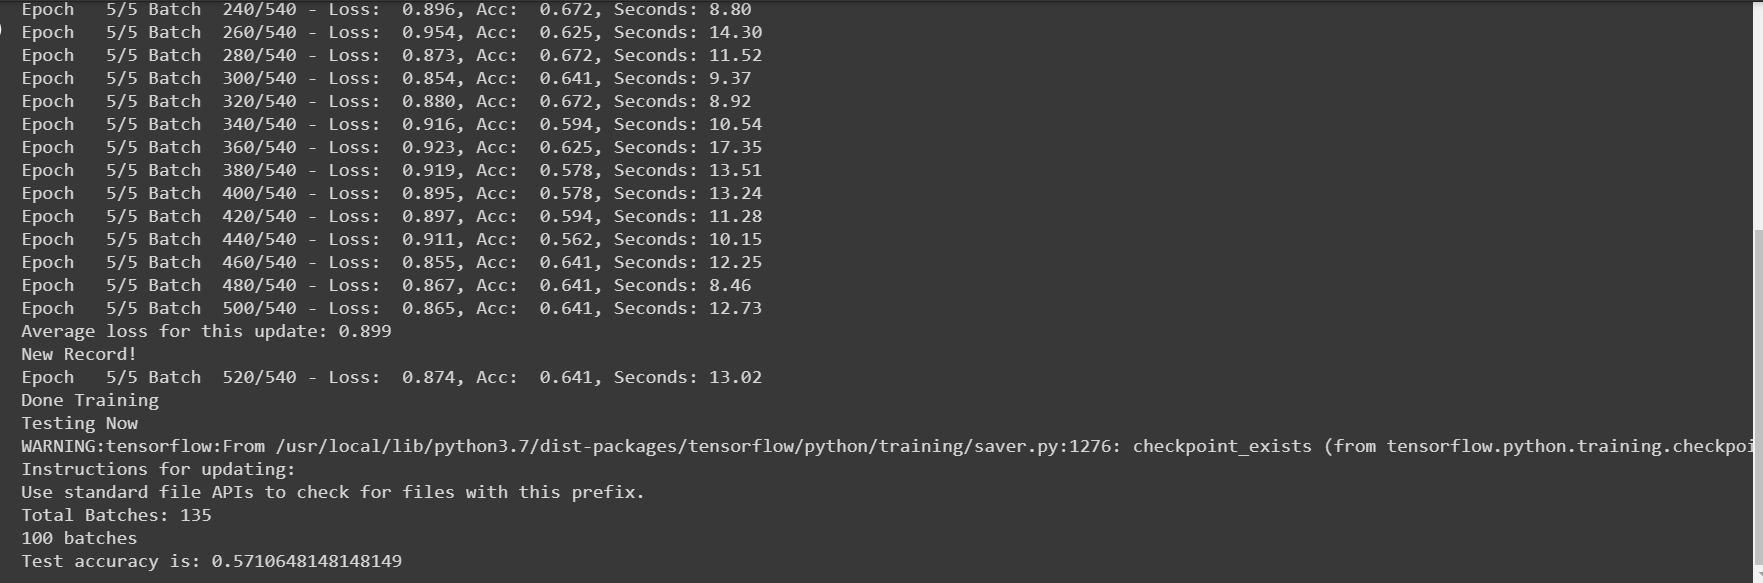 Epoch   5/5 Batch  240/540 - Loss:  0.896, Acc:  0.672, Seconds: 8.80
Epoch   5/5 Batch  260/540 - Loss:  0.954, Acc:  0.625, Seconds: 14.30
Epoch   5/5 Batch  280/540 - Loss:  0.873, Acc:  0.672, Seconds: 11.52
Epoch   5/5 Batch  300/540 - Loss:  0.854, Acc:  0.641, Seconds: 9.37
Epoch   5/5 Batch  320/540 - Loss:  0.880, Acc:  0.672, Seconds: 8.92
Epoch   5/5 Batch  340/540 - Loss:  0.916, Acc:  0.594, Seconds: 10.54
Epoch   5/5 Batch  360/540 - Loss:  0.923, Acc:  0.625, Seconds: 17.35
Epoch   5/5 Batch  380/540 - Loss:  0.919, Acc:  0.578, Seconds: 13.51
Epoch   5/5 Batch  400/540 - Loss:  0.895, Acc:  0.578, Seconds: 13.24
Epoch   5/5 Batch  420/540 - Loss:  0.897, Acc:  0.594, Seconds: 11.28
Epoch   5/5 Batch  440/540 - Loss:  0.911, Acc:  0.562, Seconds: 10.15
Epoch   5/5 Batch  460/540 - Loss:  0.855, Acc:  0.641, Seconds: 12.25
Epoch   5/5 Batch  480/540 - Loss:  0.867, Acc:  0.641, Seconds: 8.46
Epoch   5/5 Batch  500/540 - Loss:  0.865, Acc:  0.641, Seconds: 12.73
Average loss for this update: 0.899
New Record!
Epoch   5/5 Batch  520/540 - Loss:  0.874, Acc:  0.641, Seconds: 13.02
Done Training
Testing Now
WARNING:tensorflow:From /usr/local/lib/python3.7/dist-packages/tensorflow/python/training/saver.py:1276: checkpoint_exists (from tensorflow.python.training.checkpoi
Instructions for updating:
Use standard file APIs to check for files with this prefix.
Total Batches: 135
100 batches
Test accuracy is: 0.5710648148148149